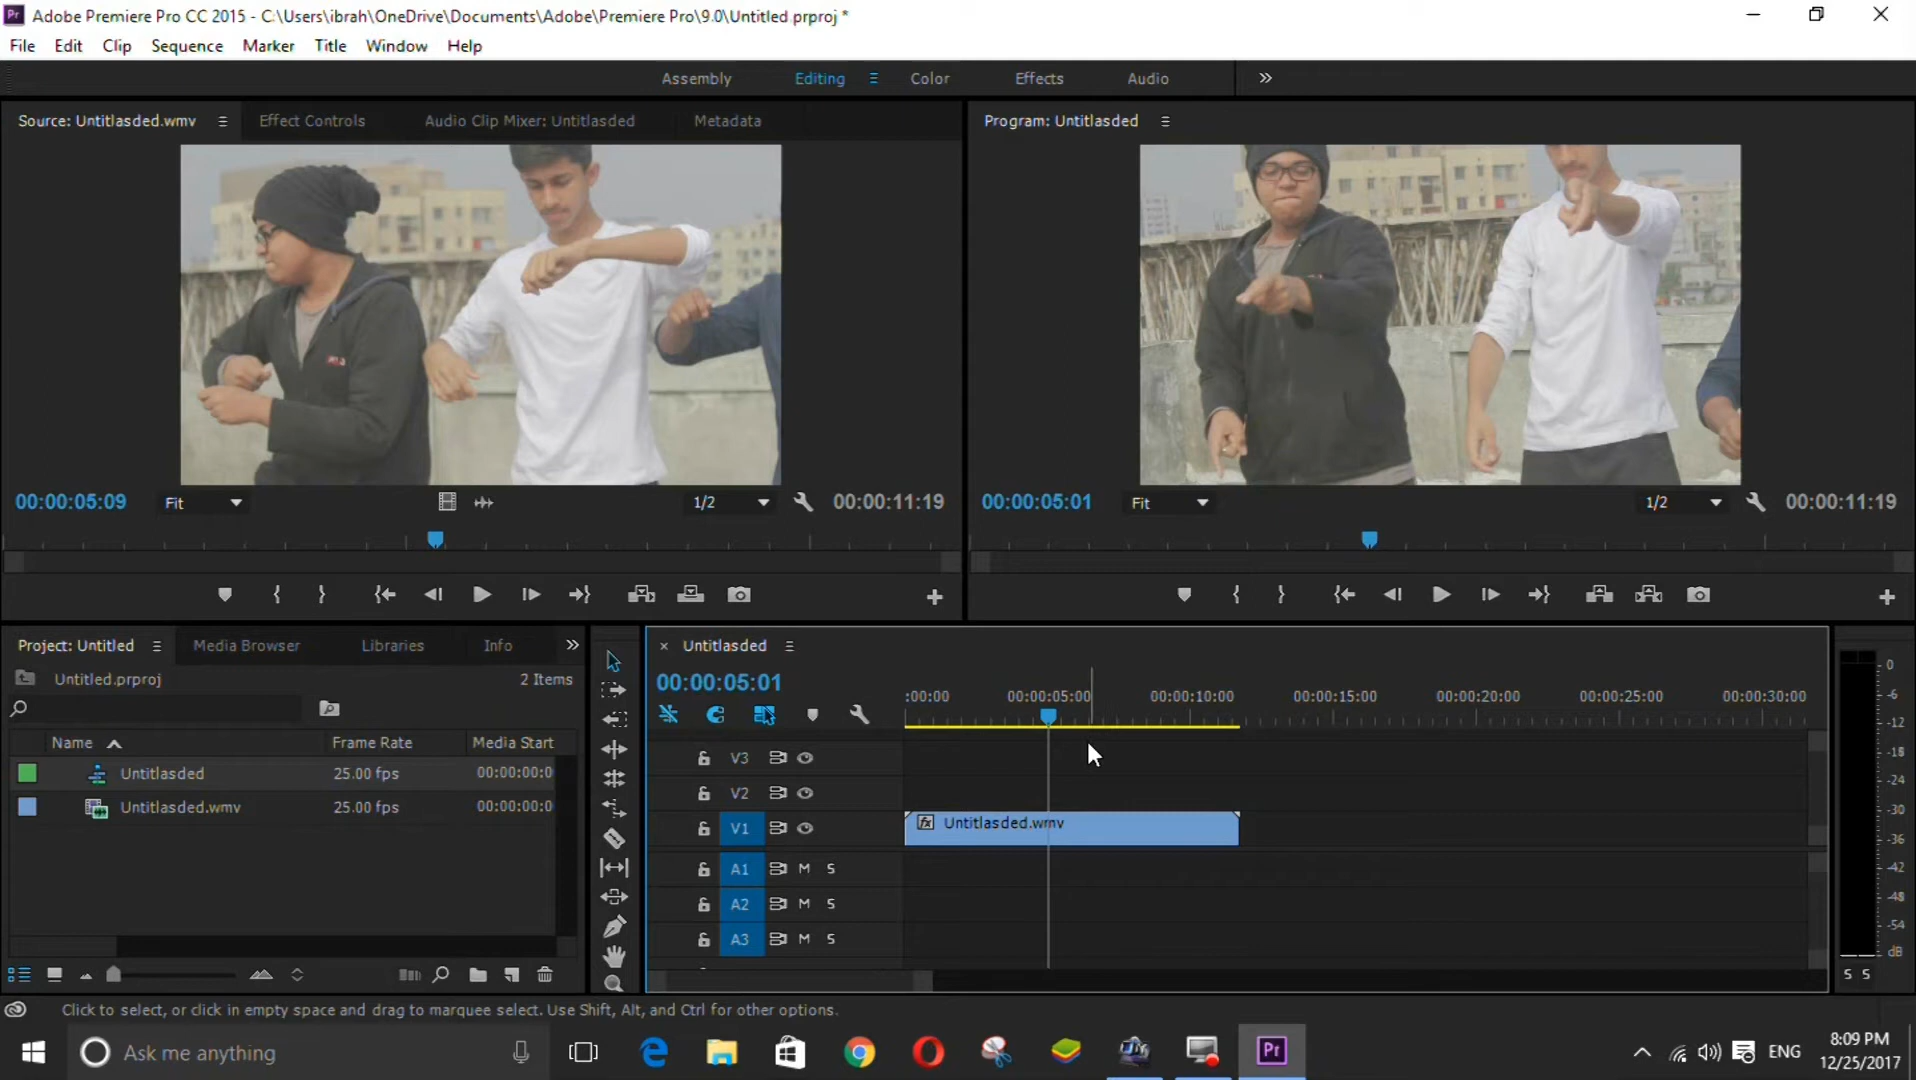 Adobe Premiere Pro CC 2015 - C:\Users\ibrah\OneDrive\Documents\Adobe\Premiere Pro\9.0\Untitled.prproj *
File Edit Clip Sequence Marker Title Window Help
Assembly Editing Color Effects Audio
Source: Untitlasded.wmv Effect Controls Audio Clip Mixer: Untitlasded Metadata
Program: Untitlasded
00:00:05:09 Fit 1/2 00:00:11:19
00:00:05:01 Fit 1/2 00:00:11:19
Project: Untitled Media Browser Libraries Info
Untitled.prproj 2 Items
Name Frame Rate Media Start
Untitlasded 25.00 fps 00:00:00:0
Untitlasded.wmv 25.00 fps 00:00:00:0
Untitlasded
00:00:05:01
:00:00 00:00:05:00 00:00:10:00 00:00:15:00 00:00:20:00 00:00:25:00 00:00:30:00
V3
V2
V1 fx Untitlasded.wmv
A1 M S
A2 M S
A3 M S
0
-6
-12
-18
-24
-30
-36
-42
-48
-54
dB
S S
Click to select, or click in empty space and drag to marquee select. Use Shift, Alt, and Ctrl for other options.
Ask me anything
Pr
ENG
8:09 PM
12/25/2017